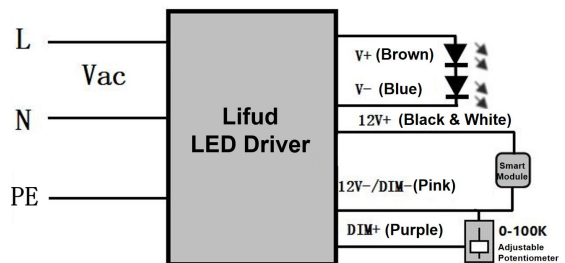 L
Vac
N
PE
Lifud
LED Driver
V+ (Brown)
V- (Blue)
12V+ (Black & White)
Smart
Module
12V-/DIM-(Pink)
DIM+ (Purple)
0-100K
Adjustable
Potentiometer